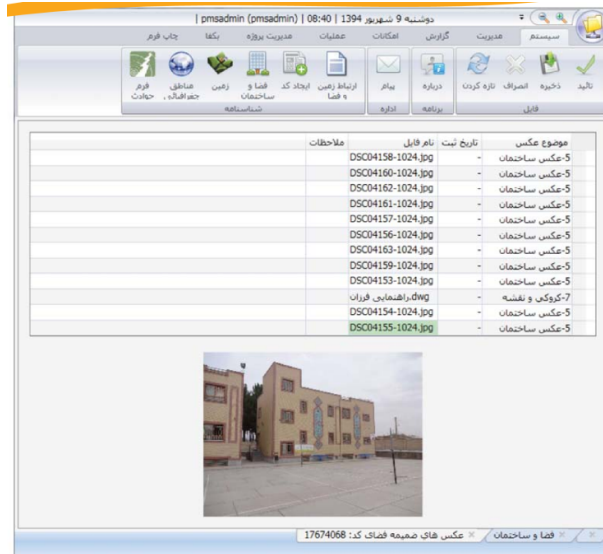 دوشنبه 9 شهریور 1394 | 08:40 | pmsadmin (pmsadmin) |
سیستم مدیریت گزارش امکانات عملیات مدیریت پروژه بکفا چاپ فرم
تائید ذخیره انصراف تازه کردن درباره پیام ارتباط زمین و فضا ایجاد کد فضا و ساختمان زمین مناطق جغرافیائی فرم حوادث
فایل برنامه اداره شناسنامه
موضوع عکس تاریخ ثبت نام فایل ملاحظات
5-عکس ساختمان - DSC04158-1024.jpg
5-عکس ساختمان - DSC04160-1024.jpg
5-عکس ساختمان - DSC04162-1024.jpg
5-عکس ساختمان - DSC04161-1024.jpg
5-عکس ساختمان - DSC04157-1024.jpg
5-عکس ساختمان - DSC04156-1024.jpg
5-عکس ساختمان - DSC04163-1024.jpg
5-عکس ساختمان - DSC04159-1024.jpg
5-عکس ساختمان - DSC04153-1024.jpg
7-کروکی و نقشه - راهنمایی فرزان.dwg
5-عکس ساختمان - DSC04154-1024.jpg
5-عکس ساختمان - DSC04155-1024.jpg
فضا و ساختمان عکس های ضمیمه فضای کد: 17674068